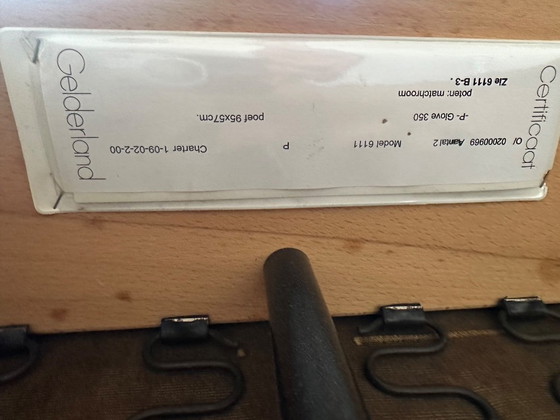 Certificaat
O/ 02000969 Aantal 2 Model 6111 P Charter 1-09-02-2-00
-P- Glove 350 poef 95x57cm.
poten: matchroom
Zie 6111 B-3 .
Gelderland